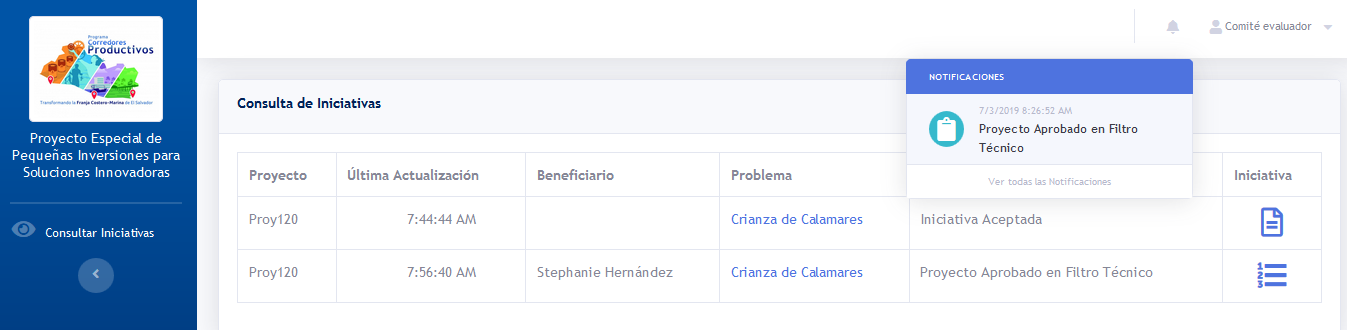 Programa
Corredores
Productivos
Transformando la Franja Costero-Marina de El Salvador
Proyecto Especial de
Pequeñas Inversiones para
Soluciones Innovadoras
Consultar Iniciativas
Comité evaluador
NOTIFICACIONES
7/3/2019 8:26:52 AM
Proyecto Aprobado en Filtro
Técnico
Ver todas las Notificaciones
Consulta de Iniciativas
Proyecto Última Actualización Beneficiario Problema Iniciativa
Proy120 7:44:44 AM Crianza de Calamares Iniciativa Aceptada
Proy120 7:56:40 AM Stephanie Hernández Crianza de Calamares Proyecto Aprobado en Filtro Técnico